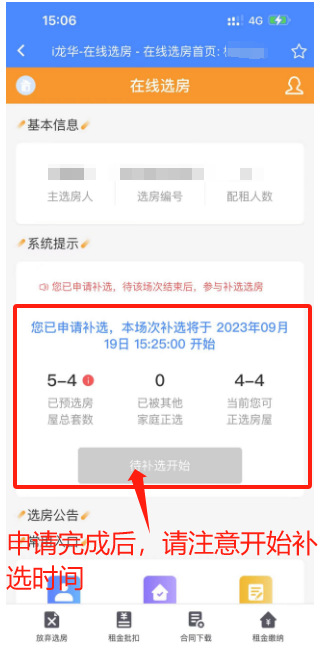 15:06
4G
i龙华-在线选房 - 在线选房首页:
在线选房
基本信息
主选房人 选房编号 配租人数
系统提示
您已申请补选，待该场次结束后，参与补选选房
您已申请补选，本场次补选将于 2023年09月
19日 15:25:00 开始
5-4 0 4-4
已预选房 已被其他 当前您可
屋总套数 家庭正选 正选房屋
待补选开始
选房公告
申请完成后，请注意开始补
选时间
放弃选房 租金批扣 合同下载 租金缴纳